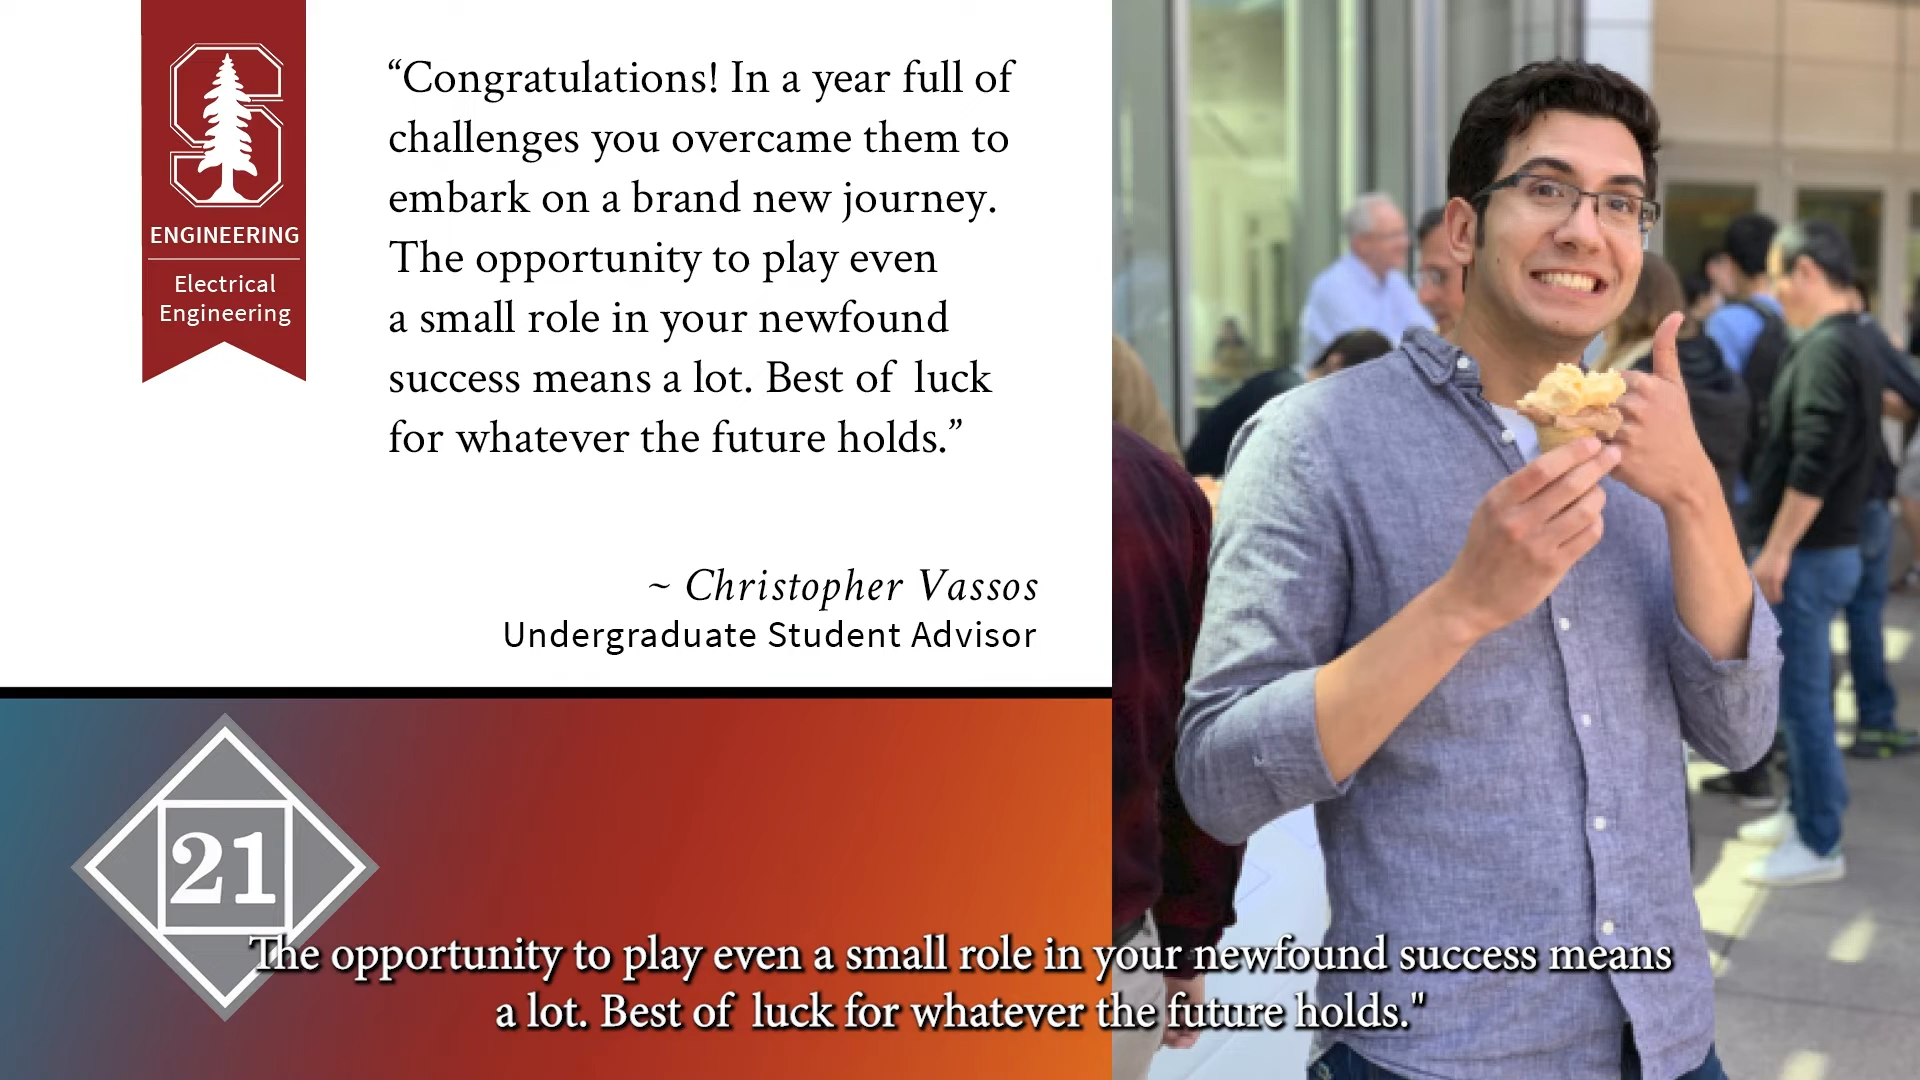 ENGINEERING
Electrical
Engineering
“Congratulations! In a year full of
challenges you overcame them to
embark on a brand new journey.
The opportunity to play even
a small role in your newfound
success means a lot. Best of luck
for whatever the future holds.”
~ Christopher Vassos
Undergraduate Student Advisor
21
The opportunity to play even a small role in your newfound success means
a lot. Best of luck for whatever the future holds."